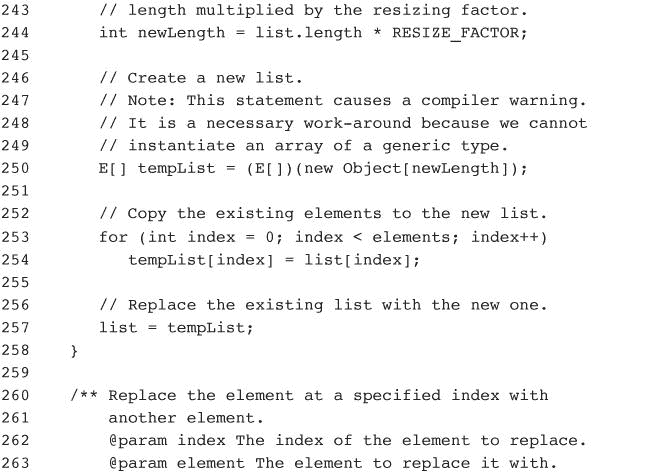 243       // length multiplied by the resizing factor.
244       int newLength = list.length * RESIZE_FACTOR;
245
246       // Create a new list.
247       // Note: This statement causes a compiler warning.
248       // It is a necessary work-around because we cannot
249       // instantiate an array of a generic type.
250       E[] tempList = (E[])(new Object[newLength]);
251
252       // Copy the existing elements to the new list.
253       for (int index = 0; index < elements; index++)
254          tempList[index] = list[index];
255
256       // Replace the existing list with the new one.
257       list = tempList;
258    }
259
260    /** Replace the element at a specified index with
261        another element.
262        @param index The index of the element to replace.
263        @param element The element to replace it with.